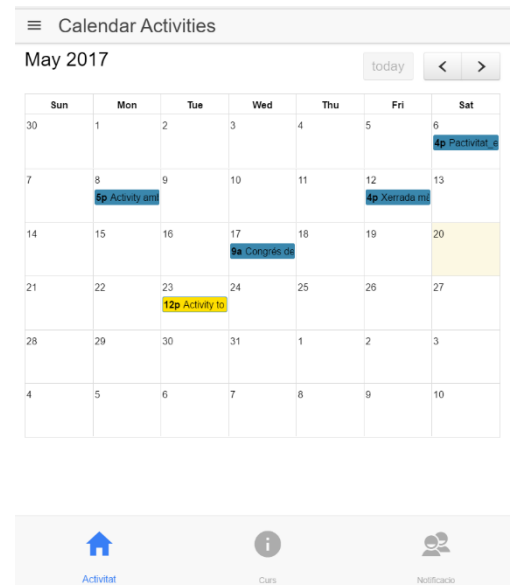 Calendar Activities
May 2017 today
Sun Mon Tue Wed Thu Fri Sat
30 1 2 3 4 5 6
4p Pactivitat_e
7 8 9 10 11 12 13
5p Activity aml 4p Xerrada mà
14 15 16 17 18 19 20
9a Congrés de
21 22 23 24 25 26 27
12p Activity to
28 29 30 31 1 2 3
4 5 6 7 8 9 10
Activitat Curs Notificacio